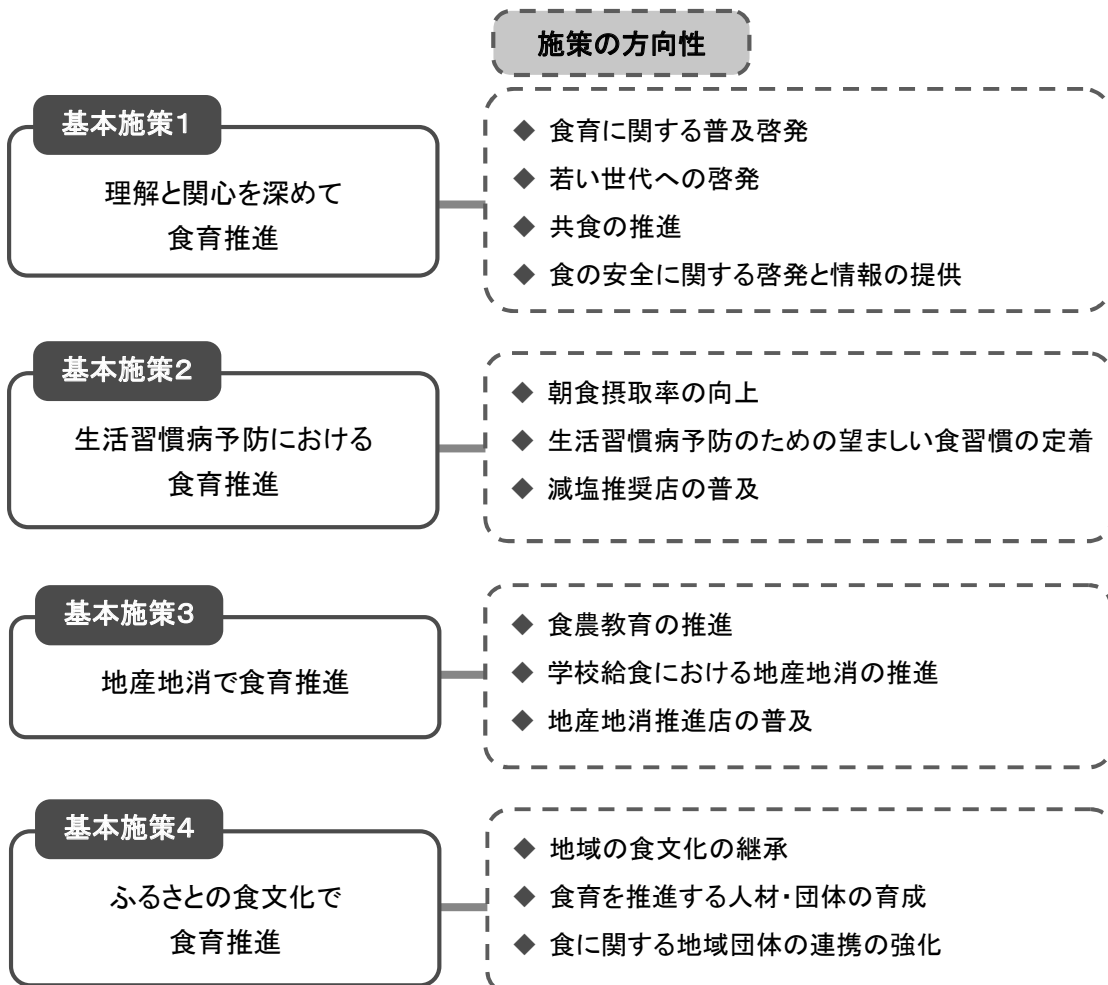 施策の方向性
基本施策1
理解と関心を深めて
食育推進
◆ 食育に関する普及啓発
◆ 若い世代への啓発
◆ 共食の推進
◆ 食の安全に関する啓発と情報の提供
基本施策2
生活習慣病予防における
食育推進
◆ 朝食摂取率の向上
◆ 生活習慣病予防のための望ましい食習慣の定着
◆ 減塩推奨店の普及
基本施策3
地産地消で食育推進
◆ 食農教育の推進
◆ 学校給食における地産地消の推進
◆ 地産地消推進店の普及
基本施策4
ふるさとの食文化で
食育推進
◆ 地域の食文化の継承
◆ 食育を推進する人材・団体の育成
◆ 食に関する地域団体の連携の強化